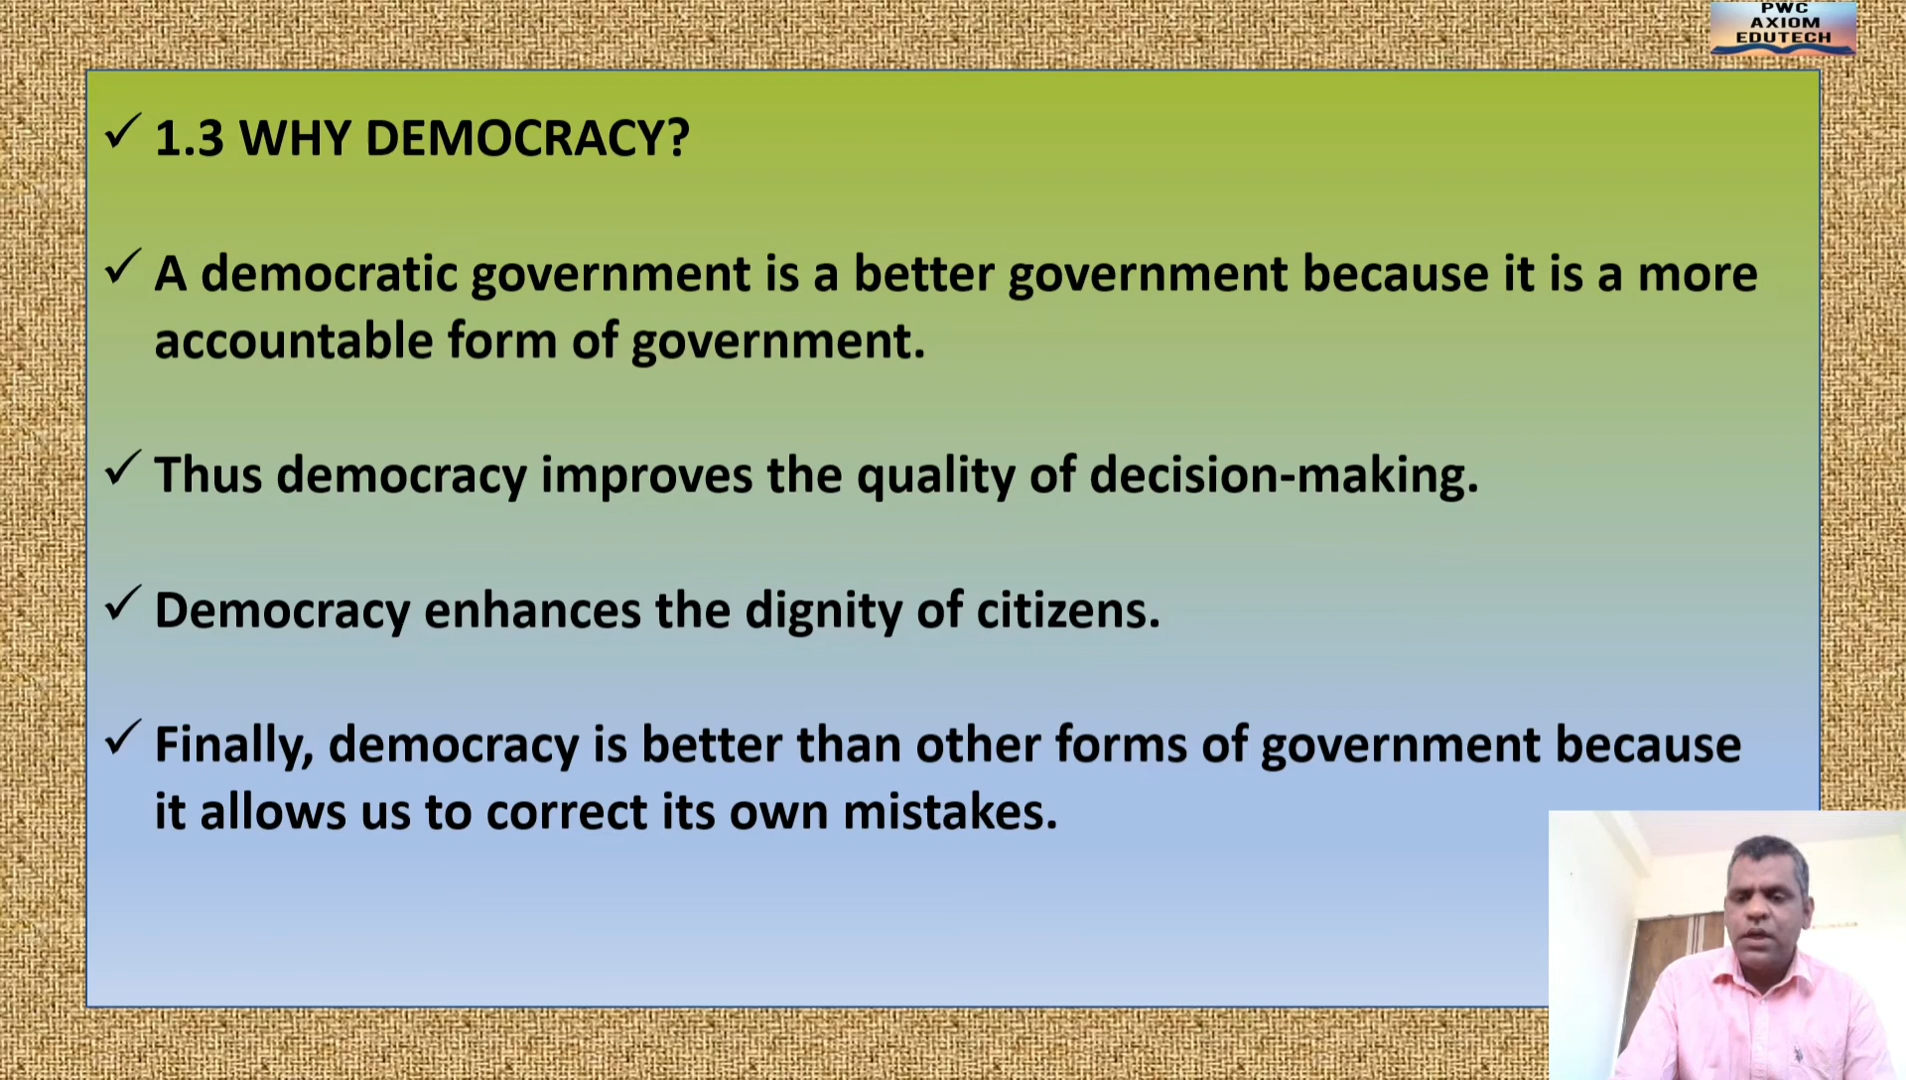 PWC
AXIOM
EDUTECH
✓ 1.3 WHY DEMOCRACY?
✓ A democratic government is a better government because it is a more
accountable form of government.
✓ Thus democracy improves the quality of decision-making.
✓ Democracy enhances the dignity of citizens.
✓ Finally, democracy is better than other forms of government because
it allows us to correct its own mistakes.